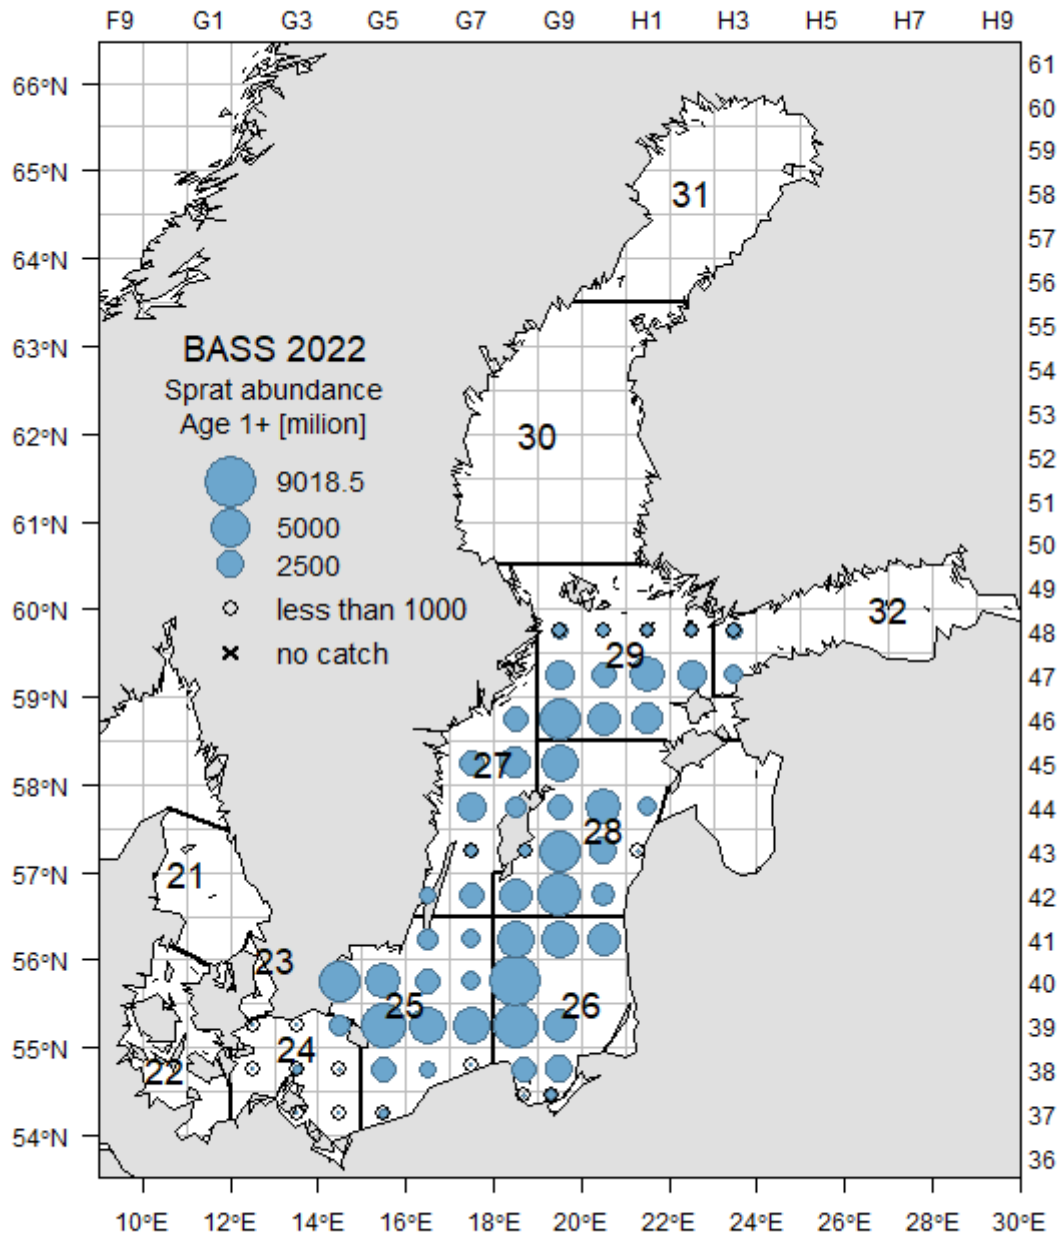 F9 G1 G3 G5 G7 G9 H1 H3 H5 H7 H9
66°N 61
60
65°N 59
31 58
64°N 57
56
BASS 2022 55
63°N 54
Sprat abundance
Age 1+ [milion] 53
62°N 30 52
9018.5 51
61°N 5000 50
2500 49
60°N less than 1000 32 48
no catch 29 47
59°N 46
27 45
58°N 44
28 43
57°N 21 42
41
56°N 23 40
25 26 39
55°N 24 38
22 37
54°N 36
10°E 12°E 14°E 16°E 18°E 20°E 22°E 24°E 26°E 28°E 30°E